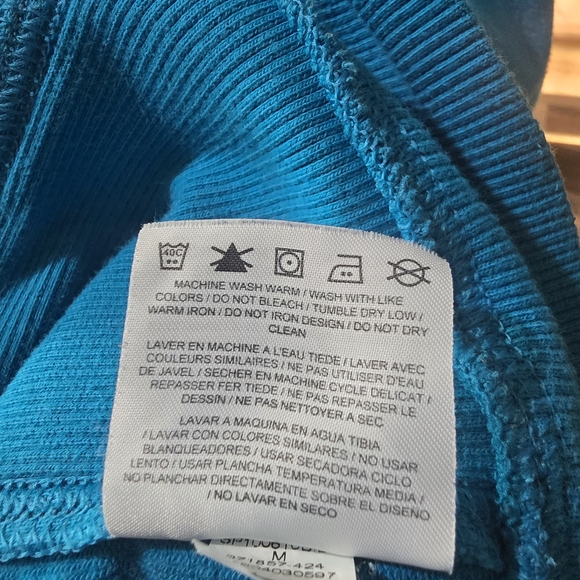 40C
MACHINE WASH WARM / WASH WITH LIKE
COLORS / DO NOT BLEACH / TUMBLE DRY LOW /
WARM IRON / DO NOT IRON DESIGN / DO NOT DRY
CLEAN
LAVER EN MACHINE A L'EAU TIEDE / LAVER AVEC
COULEURS SIMILAIRES / NE PAS UTILISER D'EAU
DE JAVEL / SECHER EN MACHINE CYCLE DELICAT /
REPASSER FER TIEDE / NE PAS REPASSER LE
DESSIN / NE PAS NETTOYER A SEC
LAVAR A MAQUINA EN AGUA TIBIA
/ LAVAR CON COLORES SIMILARES / NO USAR
BLANQUEADORES / USAR SECADORA CICLO
LENTO / USAR PLANCHA TEMPERATURA MEDIA /
NO PLANCHAR DIRECTAMENTE SOBRE EL DISENO
/ NO LAVAR EN SECO
M